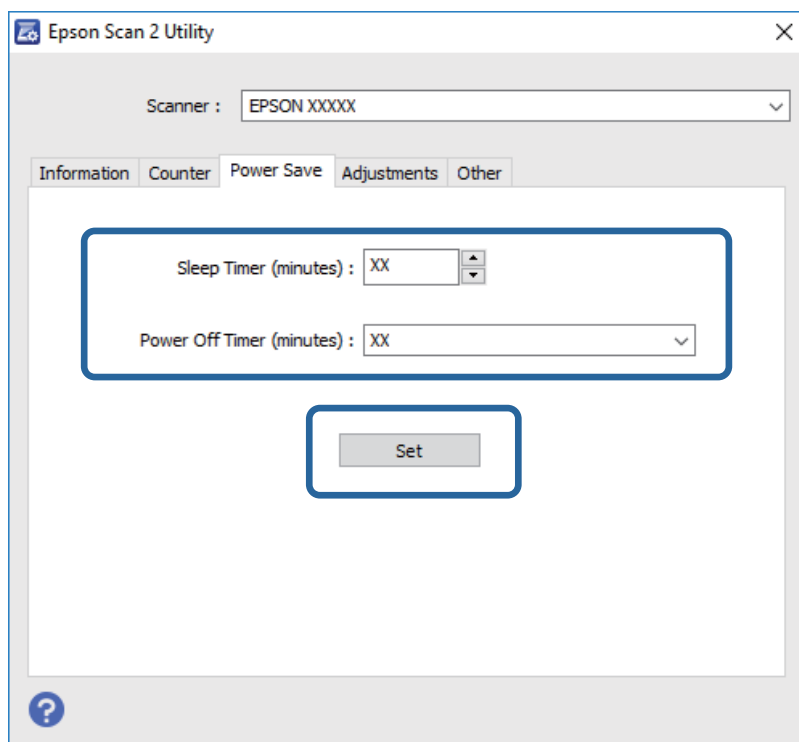 Epson Scan 2 Utility
Scanner : EPSON XXXXX
Information Counter Power Save Adjustments Other
Sleep Timer (minutes) : XX
Power Off Timer (minutes) : XX
Set
?